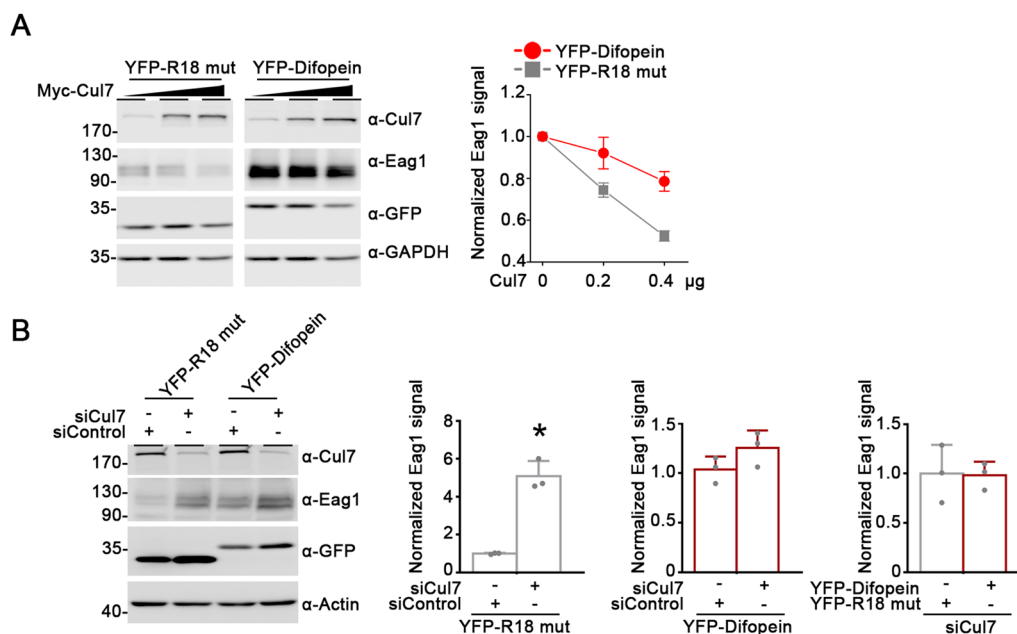 A
YFP-R18 mut YFP-Difopein
Myc-Cul7
170-
α-Cul7
130-
90-
α-Eag1
35-
α-GFP
35-
α-GAPDH
YFP-Difopein
YFP-R18 mut
Normalized Eag1 signal
1.2
1.0
0.8
0.6
0.4
Cul7 0 0.2 0.4 µg
B
YFP-R18 mut
YFP-Difopein
siCul7 - + - +
siControl + - + -
170-
α-Cul7
130-
90-
α-Eag1
35-
α-GFP
40-
α-Actin
Normalized Eag1 signal
8
6
4
2
0
*
siCul7 - +
siControl + -
YFP-R18 mut
Normalized Eag1 signal
2.0
1.5
1.0
0.5
0
siCul7 - +
siControl + -
YFP-Difopein
Normalized Eag1 signal
1.5
1.0
0.5
0
YFP-Difopein - +
YFP-R18 mut + -
siCul7